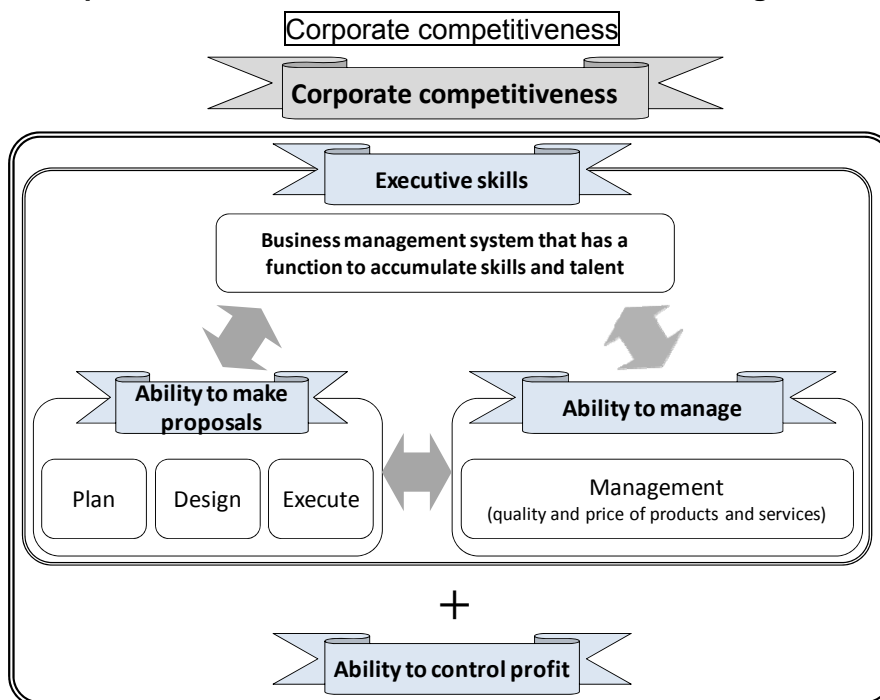 Corporate competitiveness
Corporate competitiveness
Executive skills
Business management system that has a
function to accumulate skills and talent
Ability to make
proposals
Plan
Design
Execute
Ability to manage
Management
(quality and price of products and services)
+
Ability to control profit